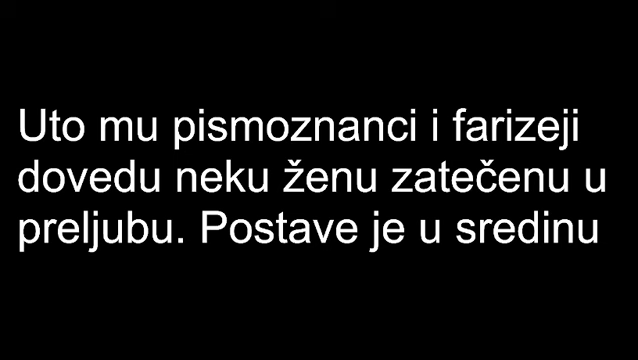 Uto mu pismoznanci i farizeji
dovedu neku ženu zatečenu u
preljubu. Postave je u sredinu